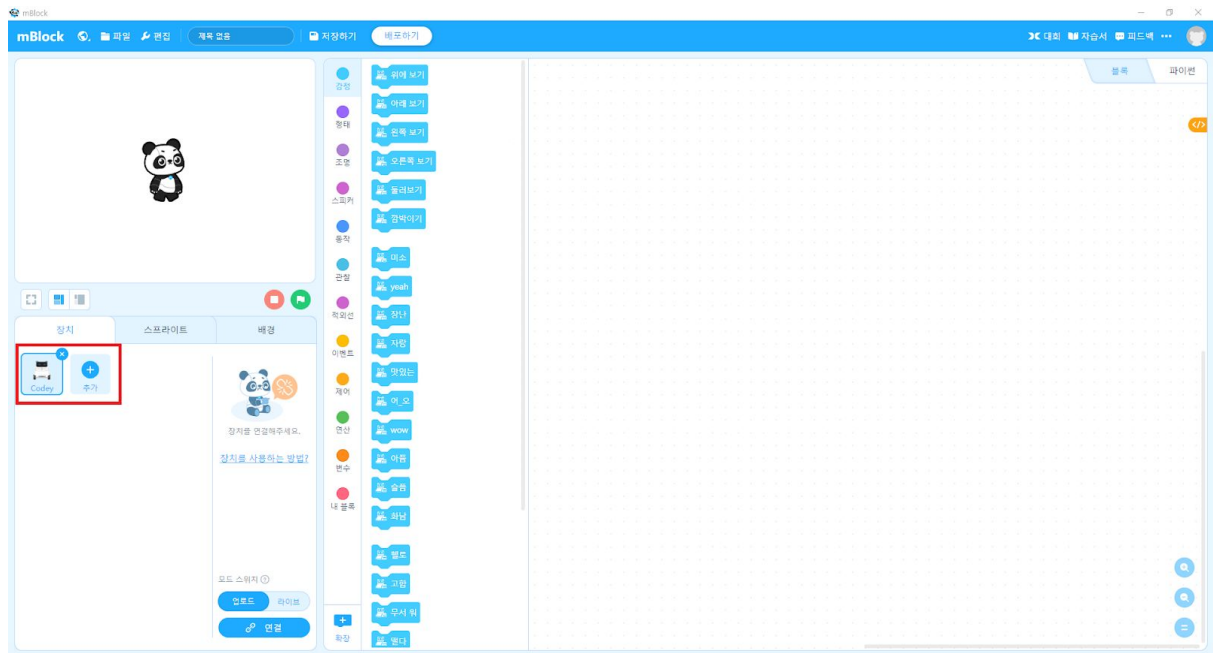 mBlock
mBlock 파일 편집 제목 없음 저장하기 배포하기 대회 자습서 피드백
블록 파이썬
장치 스프라이트 배경
Codey 추가
장치를 연결해주세요.
장치를 사용하는 방법?
모드 스위치
업로드 라이브
연결
감정
형태
조명
스피커
동작
관찰
적외선
이벤트
제어
연산
변수
내 블록
확장
위에 보기
아래 보기
왼쪽 보기
오른쪽 보기
둘러보기
깜박이기
미소
yeah
장난
자랑
맛있는
어_오
wow
아픔
슬픔
화남
헬로
고함
무서 워
떨다